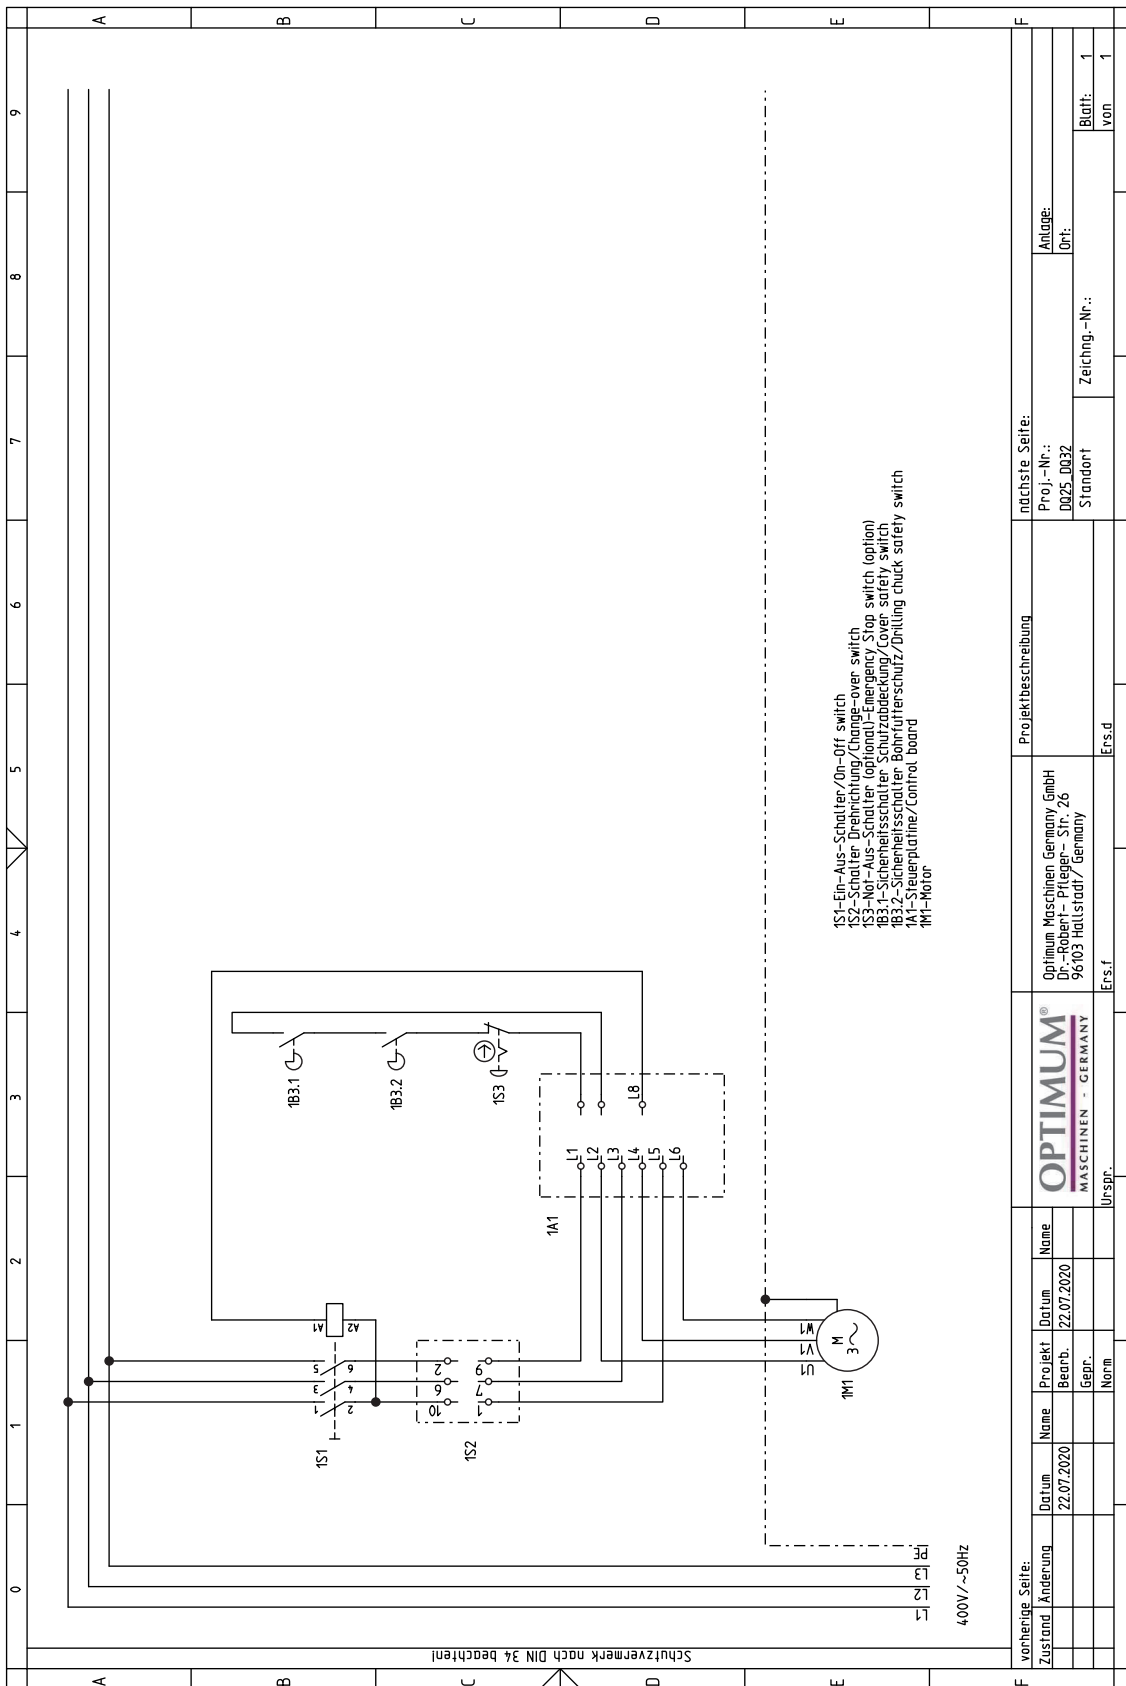 0 1 2 3 4 5 6 7 8 9
A
B
C
D
E
F
A
B
C
D
E
F
Schutzvermerk nach DIN 34 beachten!
L1
L2
L3
PE
400V/~50Hz
1S1
1
2
3
4
5
6
A1
A2
1S2
10
6
2
1
7
9
1B3.1
1B3.2
1S3
1A1
L1
L2
L3
L4
L5
L6
L8
U1
V1
W1
M
3
1M1
1S1-Ein-Aus-Schalter/On-Off switch
1S2-Schalter Drehrichtung/Change-over switch
1S3-Not-Aus-Schalter (optional)-Emergency Stop switch (option)
1B3.1-Sicherheitsschalter Schutzabdeckung/Cover safety switch
1B3.2-Sicherheitsschalter Bohrfutterschutz/Drilling chuck safety switch
1A1-Steuerplatine/Control board
1M1-Motor
vorherige Seite:
Zustand Änderung Datum Name
22.07.2020
Projekt Datum Name
Bearb. 22.07.2020
Gepr.
Norm
OPTIMUM®
MASCHINEN - GERMANY
Urspr.
Optimum Maschinen Germany GmbH
Dr.-Robert- Pfleger- Str. 26
96103 Hallstadt/ Germany
Ers.f
Ers.d
Projektbeschreibung
nächste Seite:
Proj.-Nr.:
DQ25_DQ32
Standort
Anlage:
Ort:
Zeichng.-Nr.:
Blatt: 1
von 1